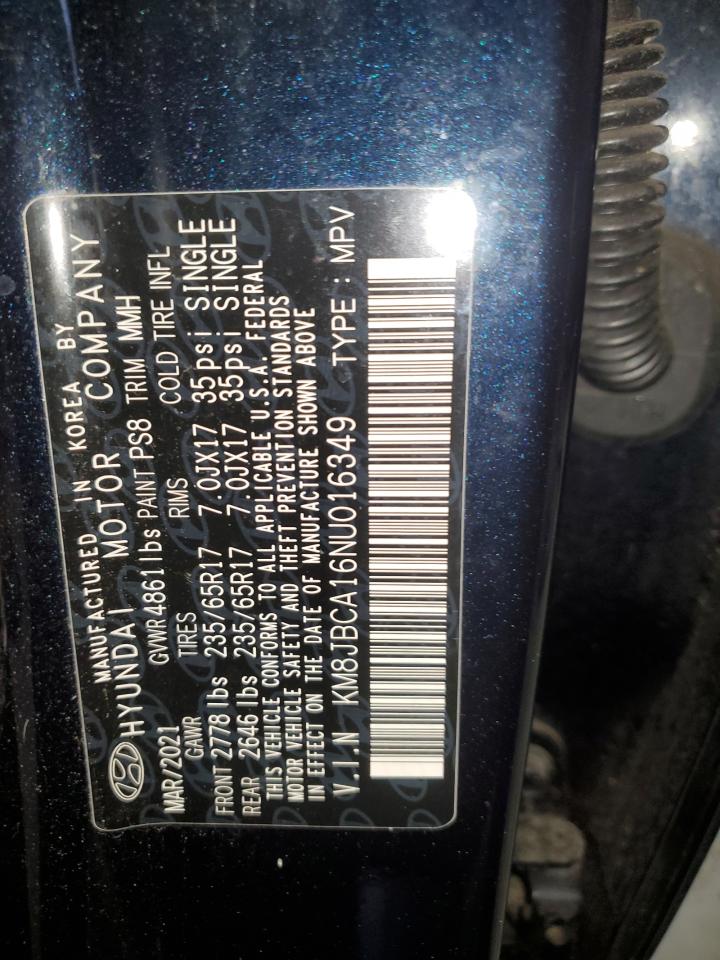 MANUFACTURED IN KOREA BY
HYUNDAI MOTOR COMPANY
MAR/2021 GVWR 4861 lbs PAINT PS8 TRIM MMH
GAWR TIRES RIMS COLD TIRE INFL
FRONT 2778 lbs 235/65R17 7.0JX17 35psi SINGLE
REAR 2646 lbs 235/65R17 7.0JX17 35psi SINGLE
THIS VEHICLE CONFORMS TO ALL APPLICABLE U.S.A. FEDERAL
MOTOR VEHICLE SAFETY AND THEFT PREVENTION STANDARDS
IN EFFECT ON THE DATE OF MANUFACTURE SHOWN ABOVE
V.I.N KM8JBCA16NU016349 TYPE : MPV